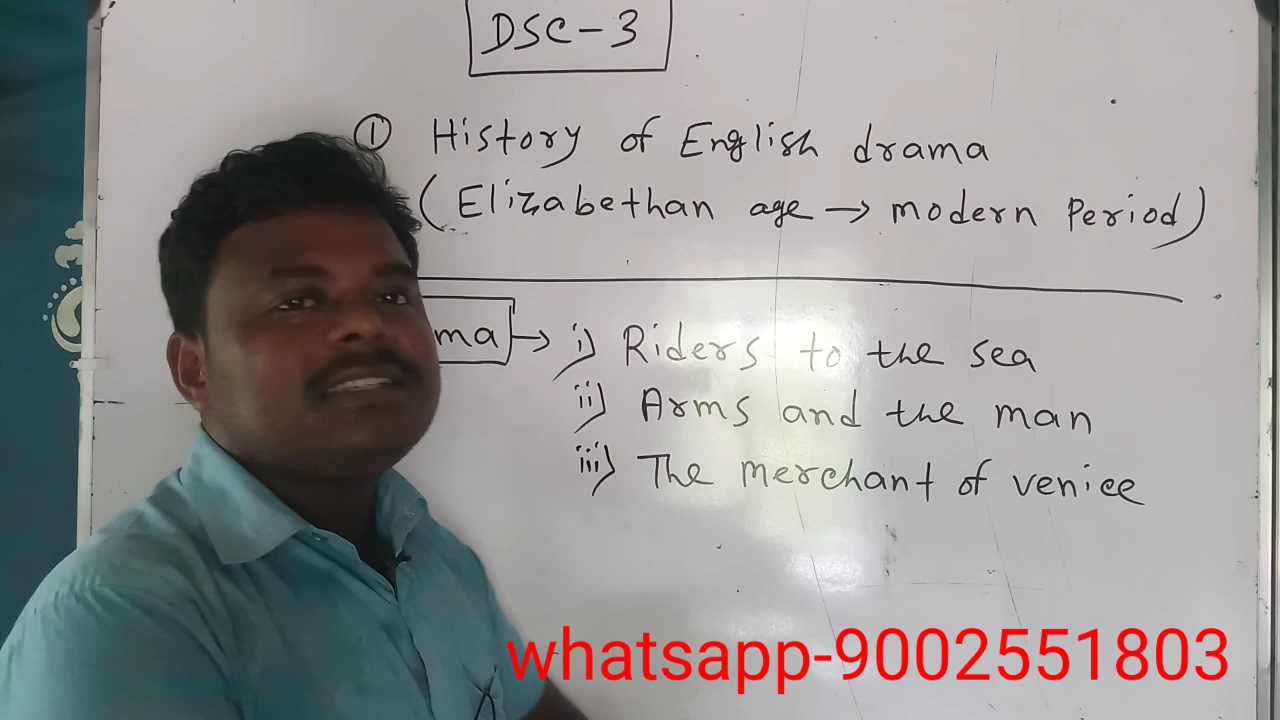 DSC-3
① History of English drama
(Elizabethan age → modern Period)
ma → i) Riders to the sea
ii) Arms and the man
iii) The merchant of venice
whatsapp-9002551803